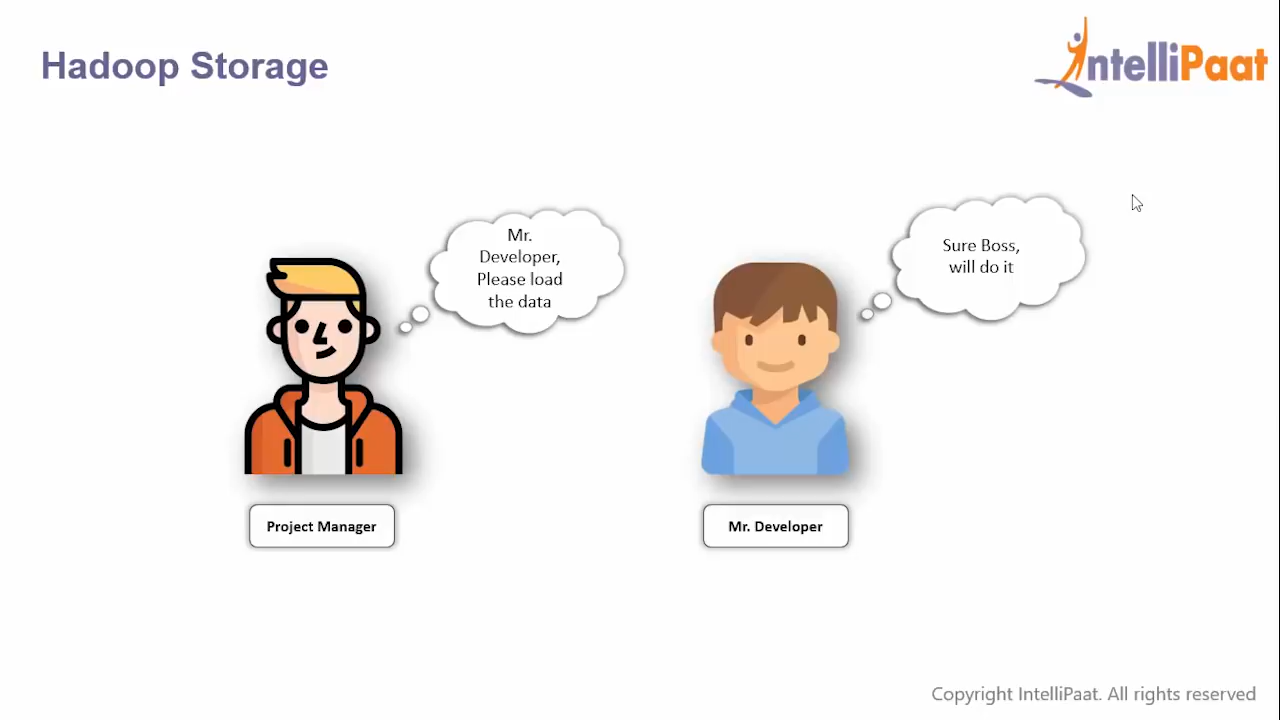 Hadoop Storage
IntelliPaat
Mr.
Developer,
Please load
the data
Sure Boss,
will do it
Project Manager
Mr. Developer
Copyright IntelliPaat. All rights reserved